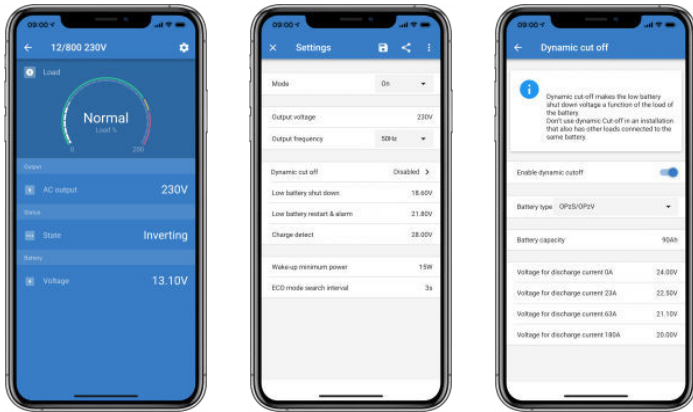 09:00
12/800 230V
Load
Normal
Load %
0
200
Output
AC output
230V
Status
State
Inverting
Battery
Voltage
13.10V
09:00
Settings
Mode
On
Output voltage
230V
Output frequency
50Hz
Dynamic cut off
Disabled
Low battery shut down
18.60V
Low battery restart & alarm
21.80V
Charge detect
28.00V
Wake-up minimum power
15W
ECO mode search interval
3s
09:00
Dynamic cut off
Dynamic cut-off makes the low battery
shut down voltage a function of the load of
the battery.
Don't use dynamic Cut-off in an installation
that also has other loads connected to the
same battery.
Enable dynamic cutoff
Battery type
OPzS/OPzV
Battery capacity
90Ah
Voltage for discharge current 0A
24.00V
Voltage for discharge current 23A
22.50V
Voltage for discharge current 63A
21.10V
Voltage for discharge current 180A
20.00V